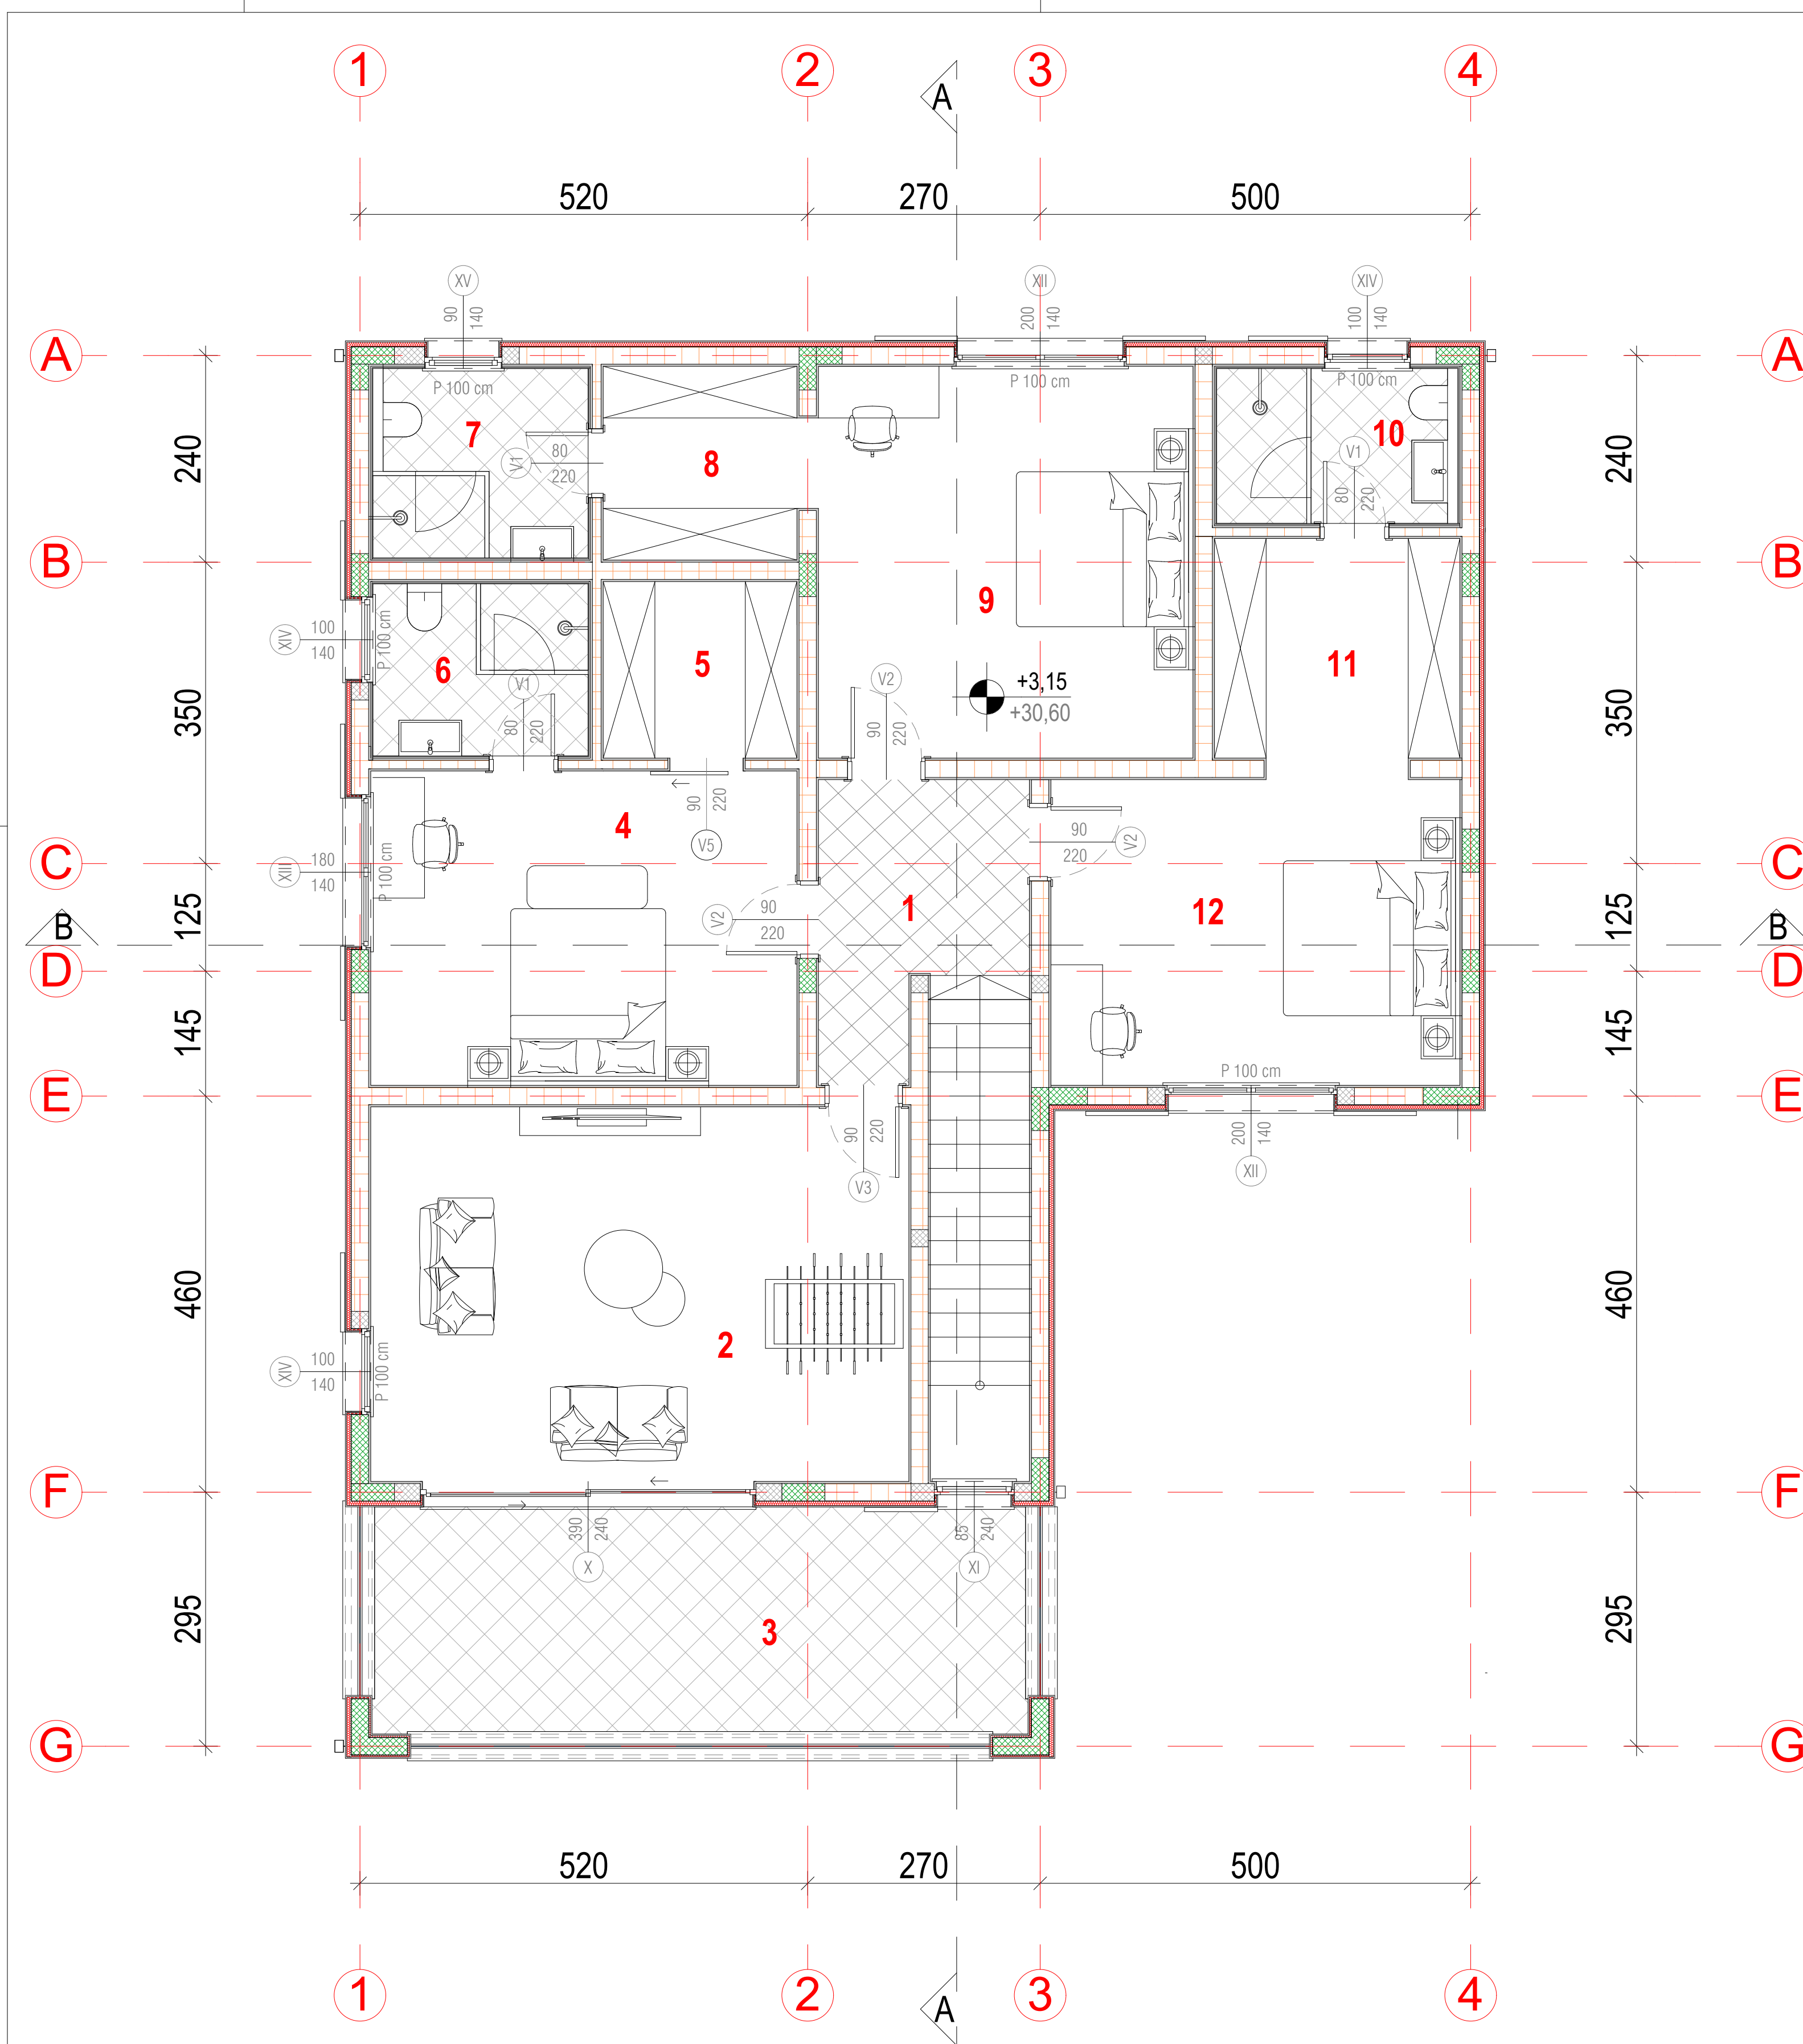 1 2 3 4
A
520 270 500
XV XII XIV
90 140 200 140 100 140
A A
P 100 cm P 100 cm P 100 cm
7 8 10
240 V1 80 220 V1 80 220 240
B B
9
XIV 100 140 P 100 cm 6 5 11
V1 80 220 V2 90 220 +3,15
350 +30,60 350
90 220
4 V5
90 220 V2
C XIII 180 140 P 100 cm C
125 V2 90 220 1 12 125
B B
D D
145 145
P 100 cm
E E
90 220 200 140
V3 XII
460 460
2
XIV 100 140 P 100 cm
F F
390 240 85 240
X XI
295 3 295
G G
520 270 500
1 2 3 4
A